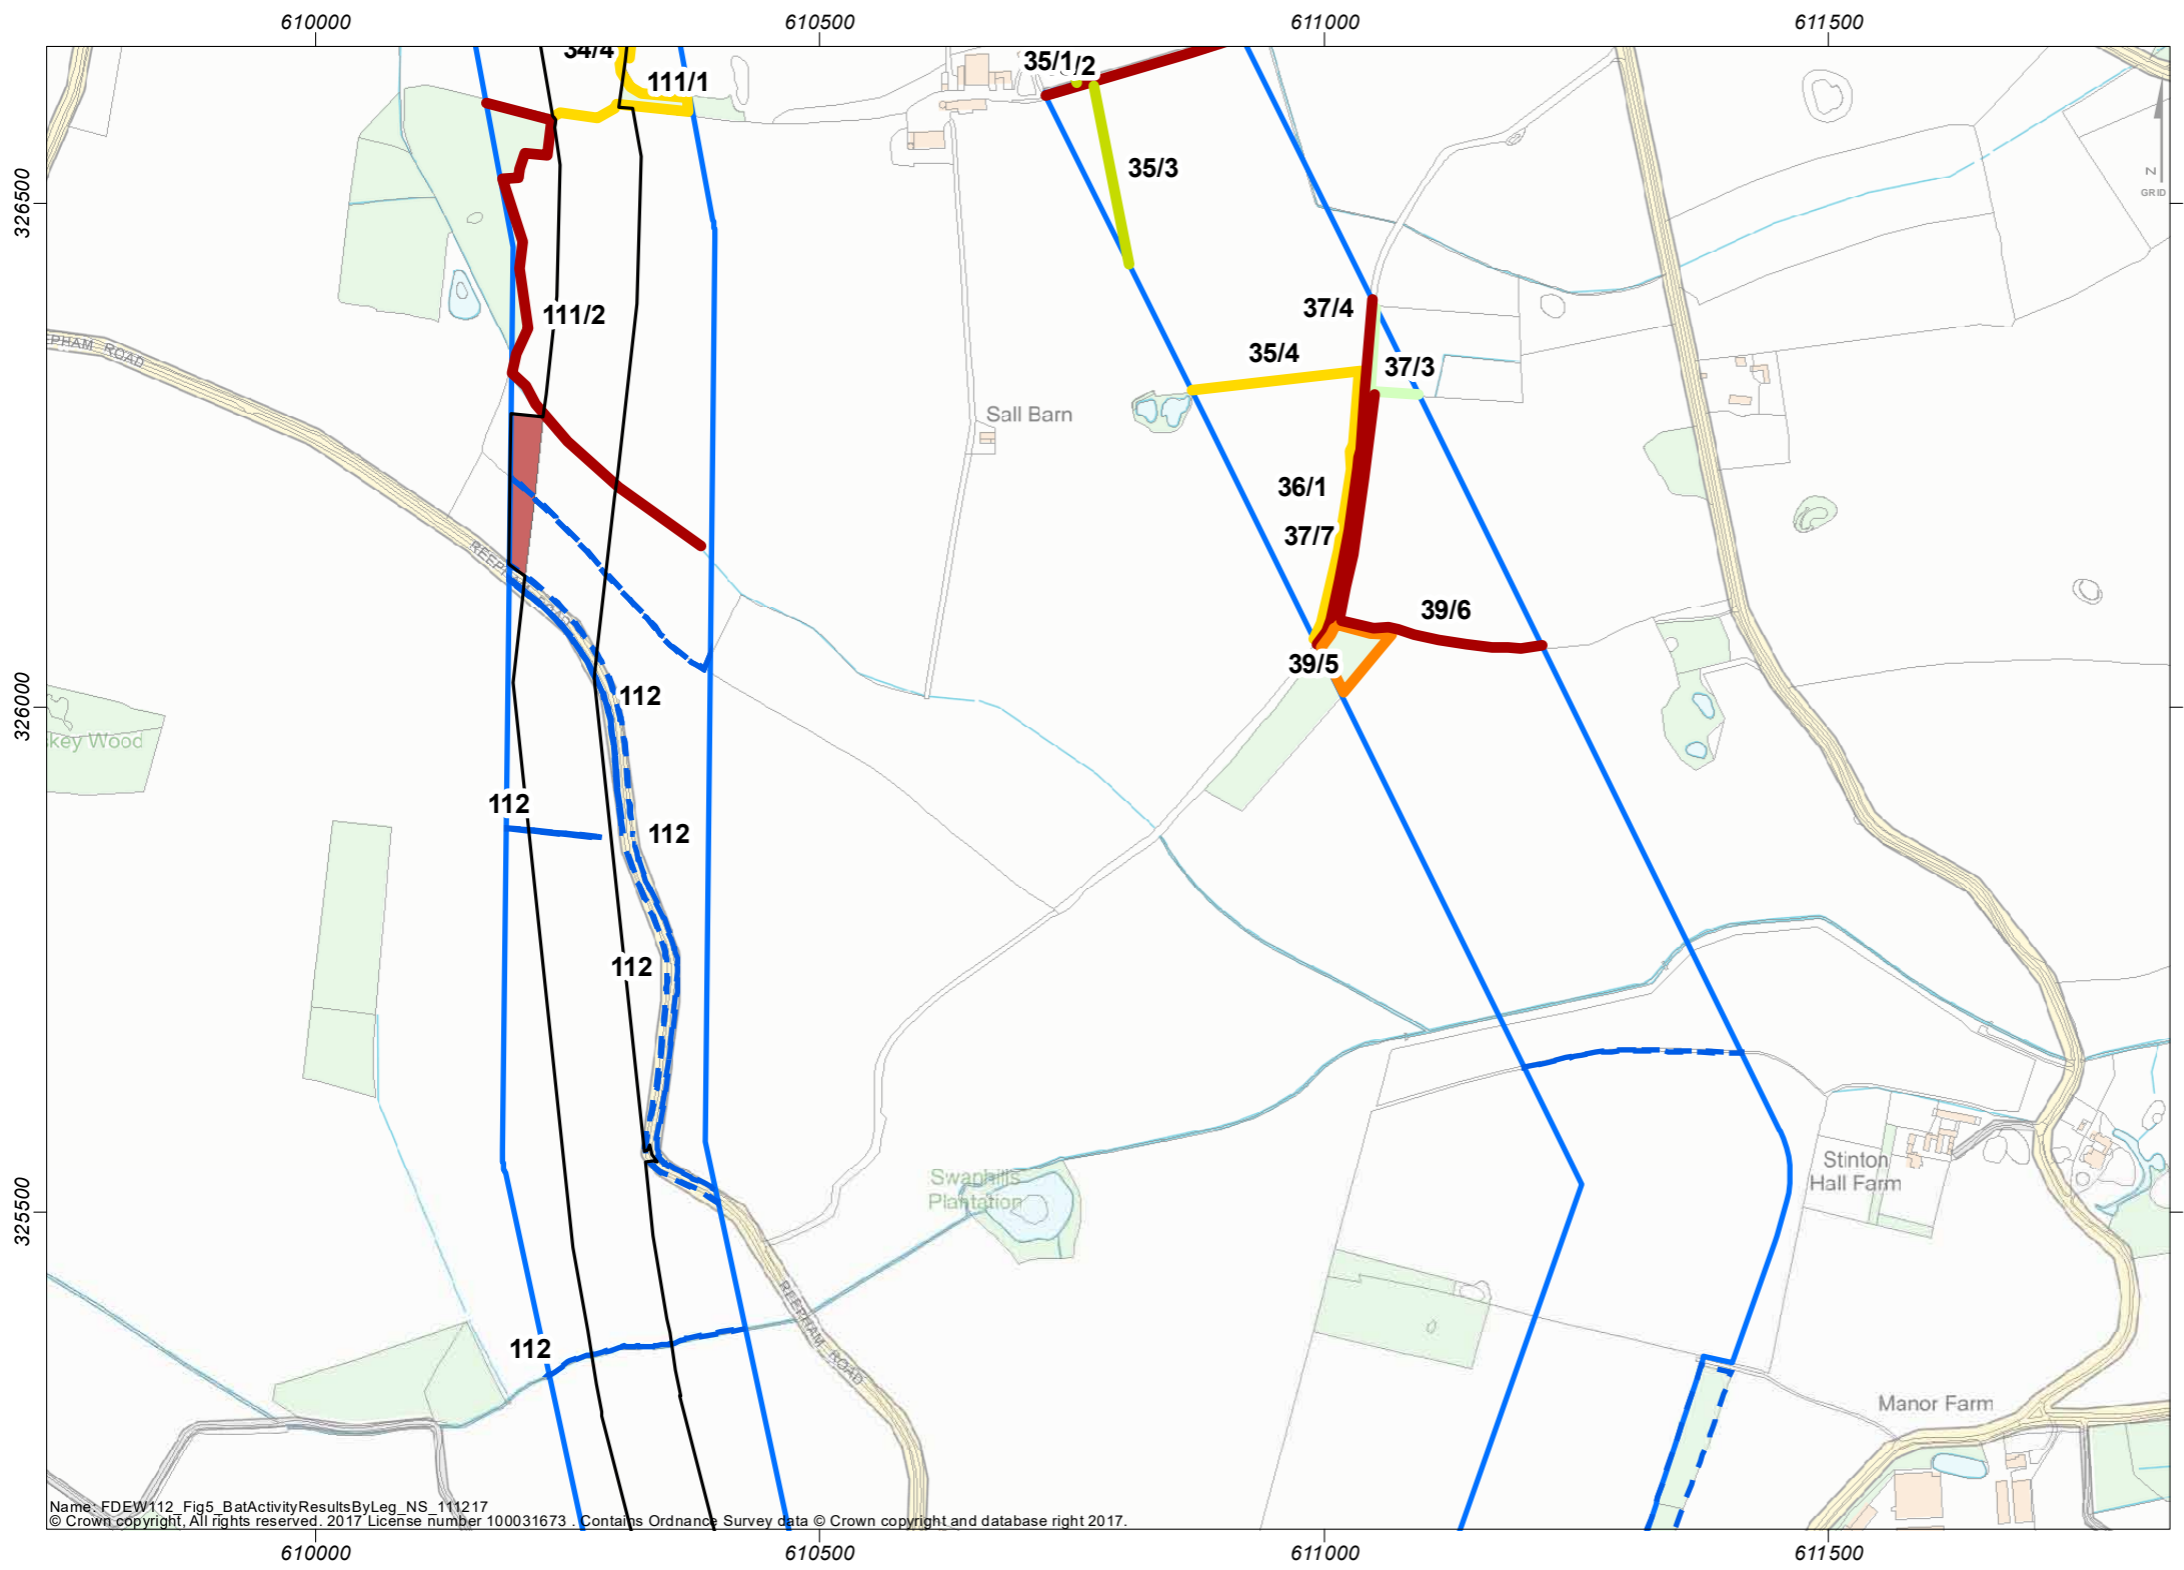 610000
610500
611000
611500
34/4
35/1
/2
111/1
35/3
326500
N
GRID
111/2
37/4
PHAM ROAD
35/4
37/3
Sall Barn
36/1
37/7
39/6
39/5
326000
112
key Wood
112
112
112
Swanhills
Plantation
Stinton
Hall Farm
325500
REEPHAM ROAD
112
Manor Farm
Name: FDEW112_Fig5_BatActivityResultsByLeg_NS_111217
© Crown copyright, All rights reserved. 2017 License number 100031673 . Contains Ordnance Survey data © Crown copyright and database right 2017.
610000
610500
611000
611500